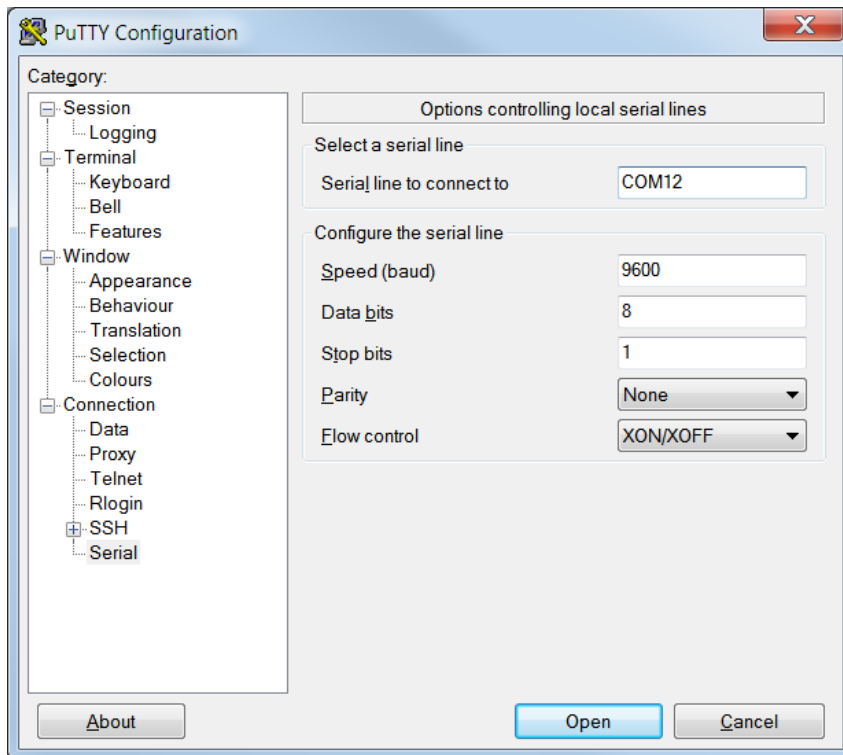 PuTTY Configuration
Category:
Session
Logging
Terminal
Keyboard
Bell
Features
Window
Appearance
Behaviour
Translation
Selection
Colours
Connection
Data
Proxy
Telnet
Rlogin
SSH
Serial
Options controlling local serial lines
Select a serial line
Serial line to connect to COM12
Configure the serial line
Speed (baud) 9600
Data bits 8
Stop bits 1
Parity None
Flow control XON/XOFF
About Open Cancel